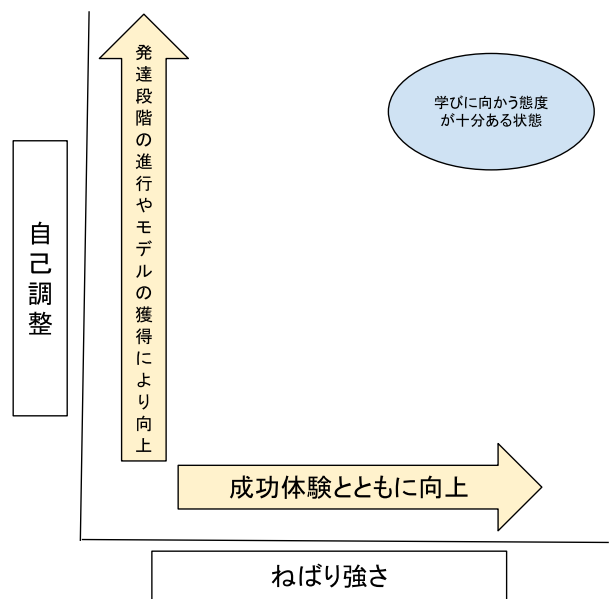 発達段階の進行やモデルの獲得により向上
学びに向かう態度
が十分ある状態
自己調整
成功体験とともに向上
ねばり強さ